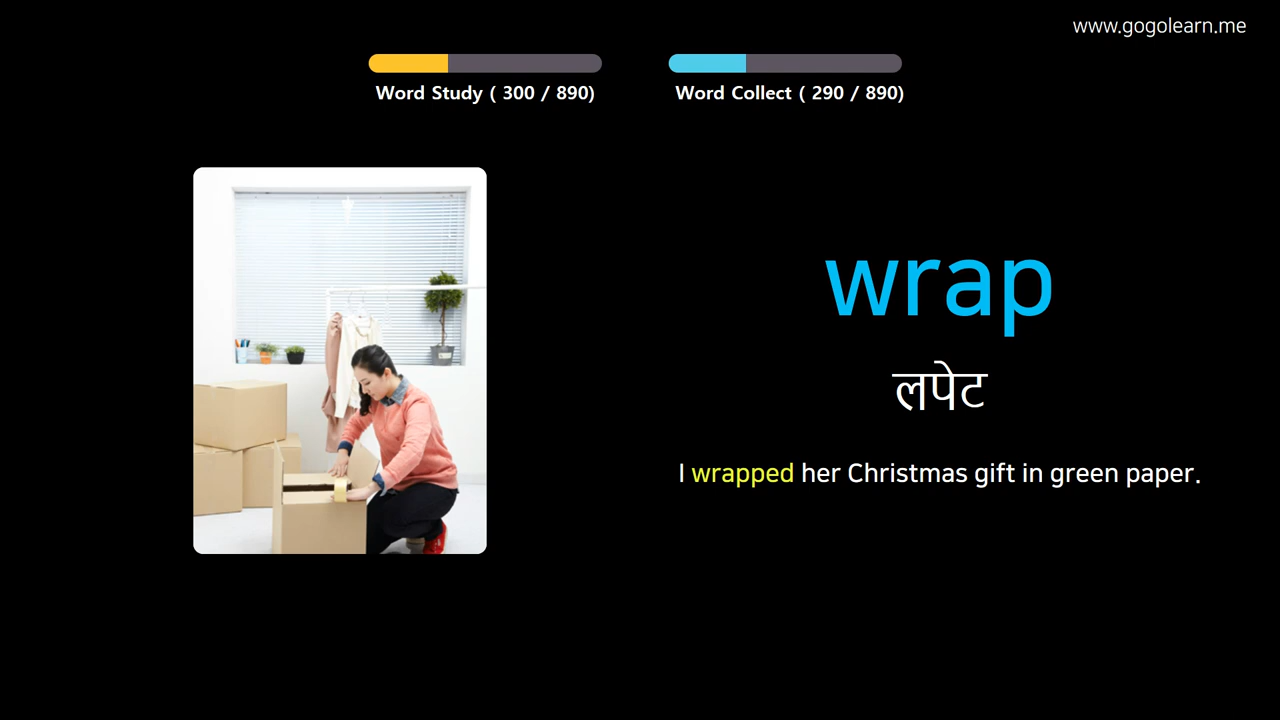 www.gogolearn.me
Word Study ( 300 / 890)
Word Collect ( 290 / 890)
wrap
लपेट
I wrapped her Christmas gift in green paper.